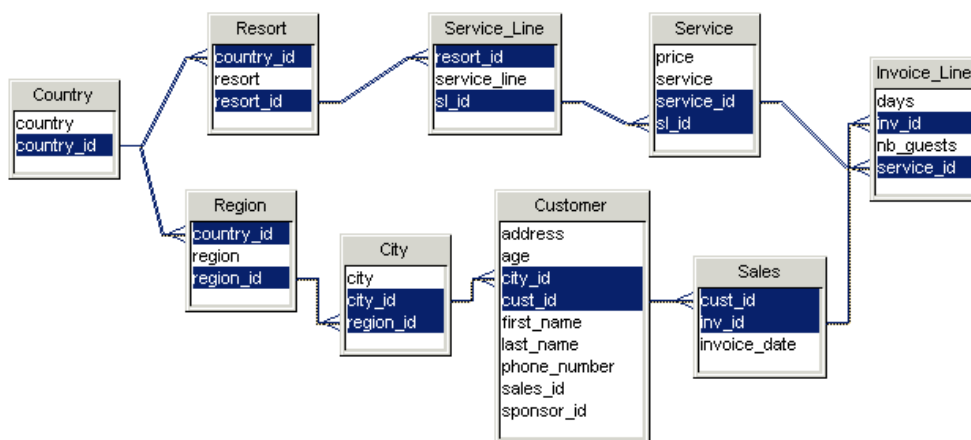 Country
country
country_id
Resort
country_id
resort
resort_id
Service_Line
resort_id
service_line
sl_id
Service
price
service
service_id
sl_id
Invoice_Line
days
inv_id
nb_guests
service_id
Region
country_id
region
region_id
City
city
city_id
region_id
Customer
address
age
city_id
cust_id
first_name
last_name
phone_number
sales_id
sponsor_id
Sales
cust_id
inv_id
invoice_date